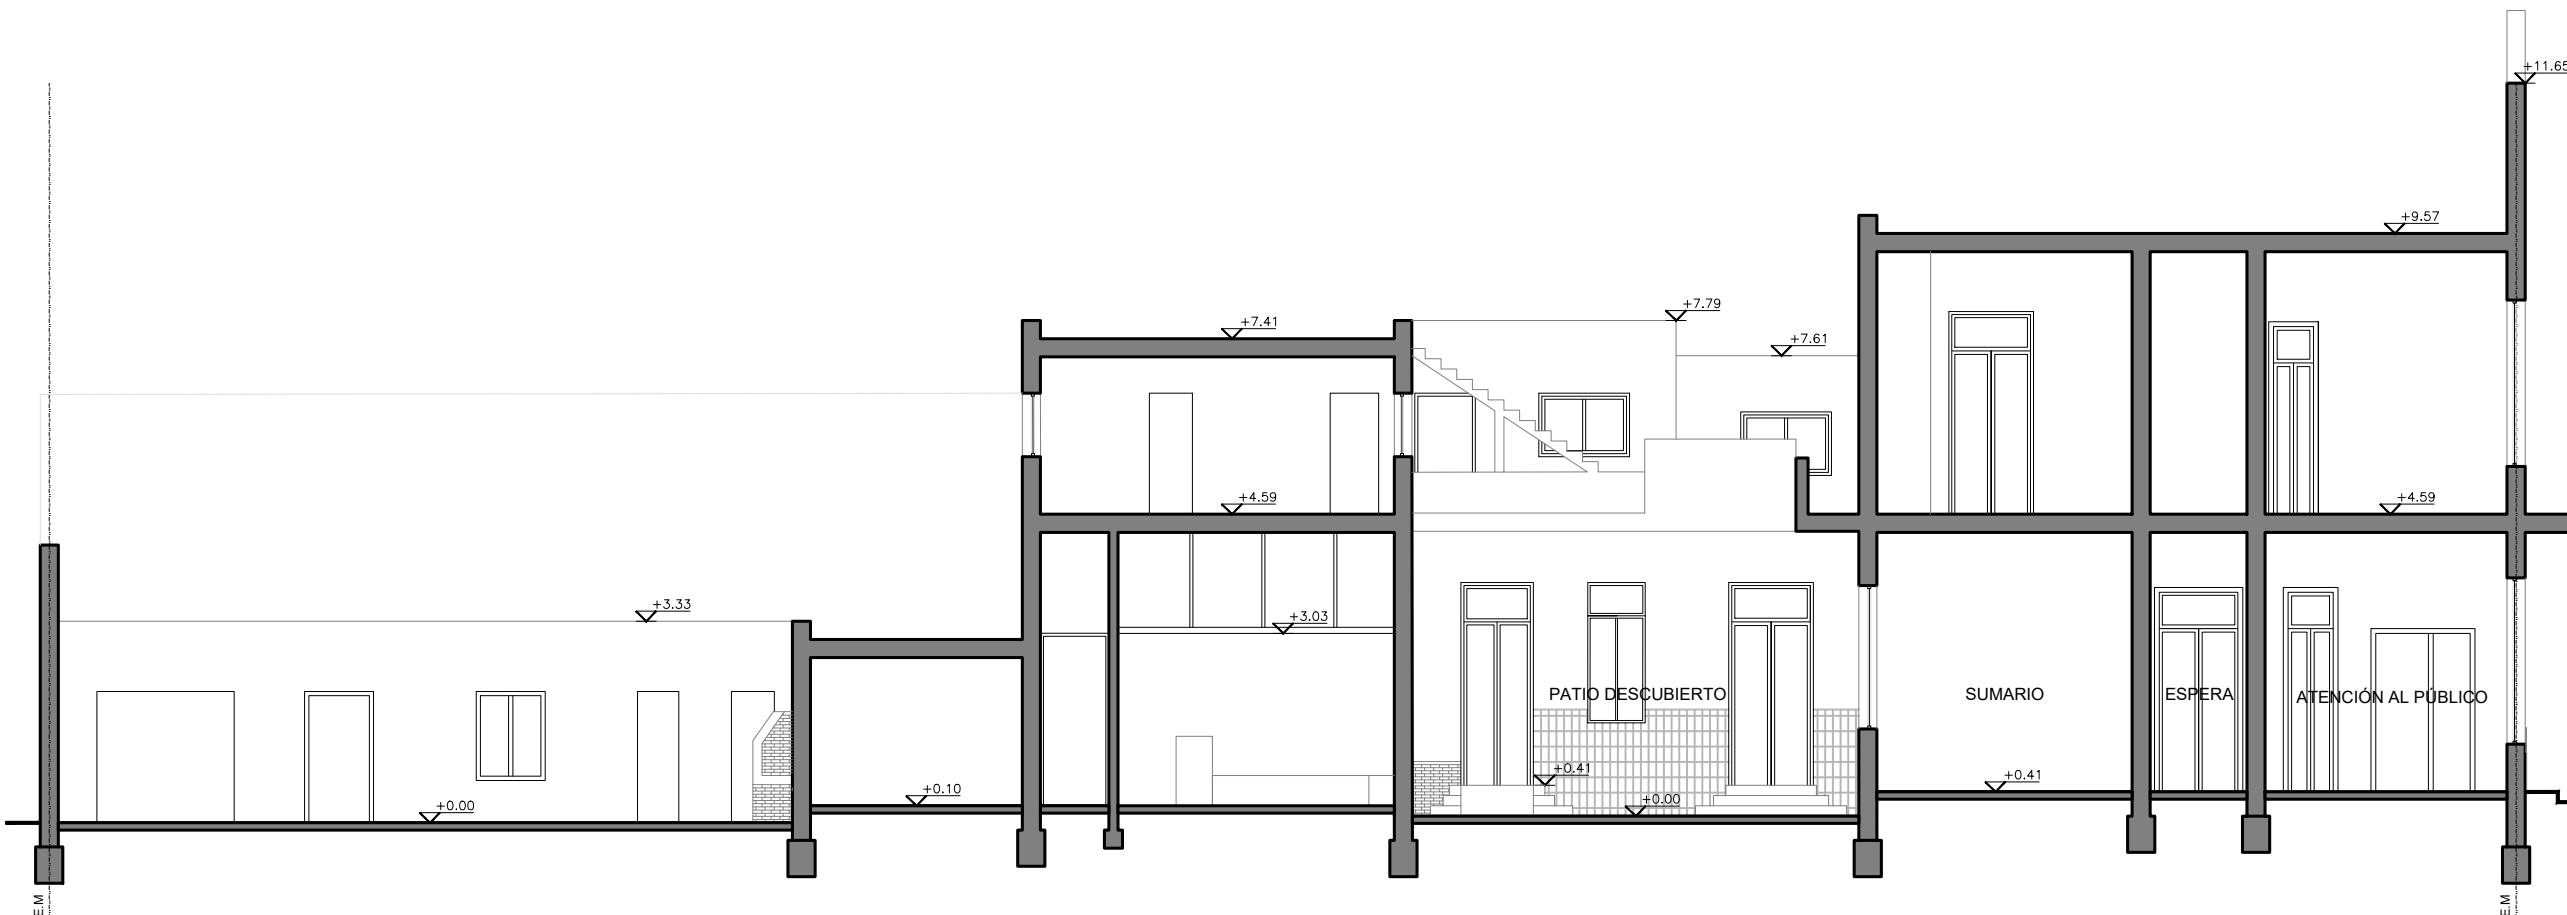 +11.65
+9.57
+7.79
+7.41
+7.61
+4.59
+4.59
+3.33
+3.03
PATIO DESCUBIERTO
SUMARIO
ESPERA
ATENCIÓN AL PÚBLICO
+0.41
+0.41
+0.10
+0.00
+0.00
E.M
E.M